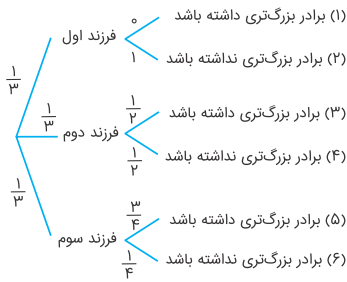 ۰ (۱) برادر بزرگ‌تری داشته باشد
فرزند اول
۱ (۲) برادر بزرگ‌تری نداشته باشد
۱/۳
۱/۲ (۳) برادر بزرگ‌تری داشته باشد
۱/۳ فرزند دوم
۱/۲ (۴) برادر بزرگ‌تری نداشته باشد
۱/۳
۳/۴ (۵) برادر بزرگ‌تری داشته باشد
فرزند سوم
۱/۴ (۶) برادر بزرگ‌تری نداشته باشد